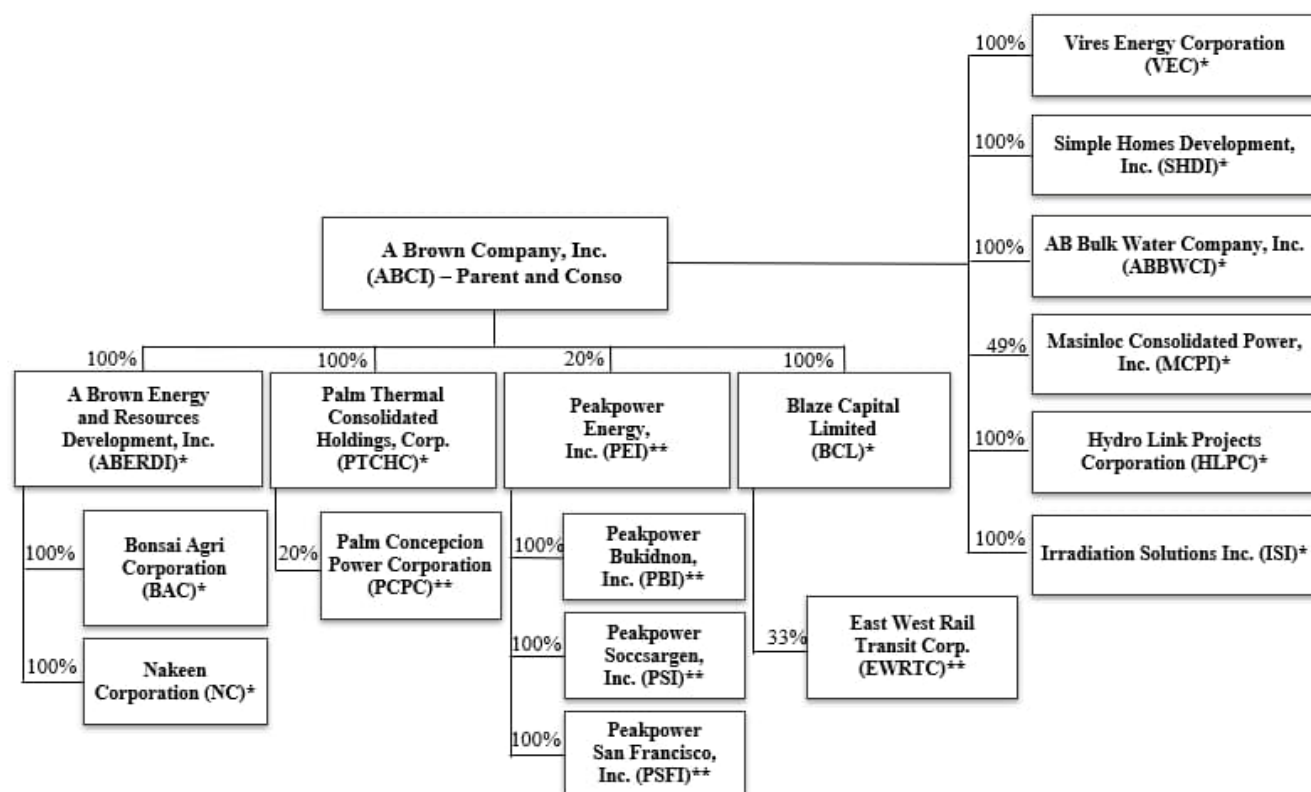 100%
Vires Energy Corporation
(VEC)*
100%
Simple Homes Development,
Inc. (SHDI)*
A Brown Company, Inc.
(ABCI) – Parent and Conso
100%
AB Bulk Water Company, Inc.
(ABBWCI)*
49%
Masinloc Consolidated Power,
Inc. (MCPI)*
100%
Hydro Link Projects
Corporation (HLPC)*
100%
Irradiation Solutions Inc. (ISI)*
100%
A Brown Energy
and Resources
Development, Inc.
(ABERDI)*
100%
Palm Thermal
Consolidated
Holdings, Corp.
(PTCHC)*
20%
Peakpower
Energy,
Inc. (PEI)**
100%
Blaze Capital
Limited
(BCL)*
100%
Bonsai Agri
Corporation
(BAC)*
100%
Nakeen
Corporation (NC)*
20%
Palm Concepcion
Power Corporation
(PCPC)**
100%
Peakpower
Bukidnon,
Inc. (PBI)**
100%
Peakpower
Soccsargen,
Inc. (PSI)**
100%
Peakpower
San Francisco,
Inc. (PSFI)**
33%
East West Rail
Transit Corp.
(EWRTC)**